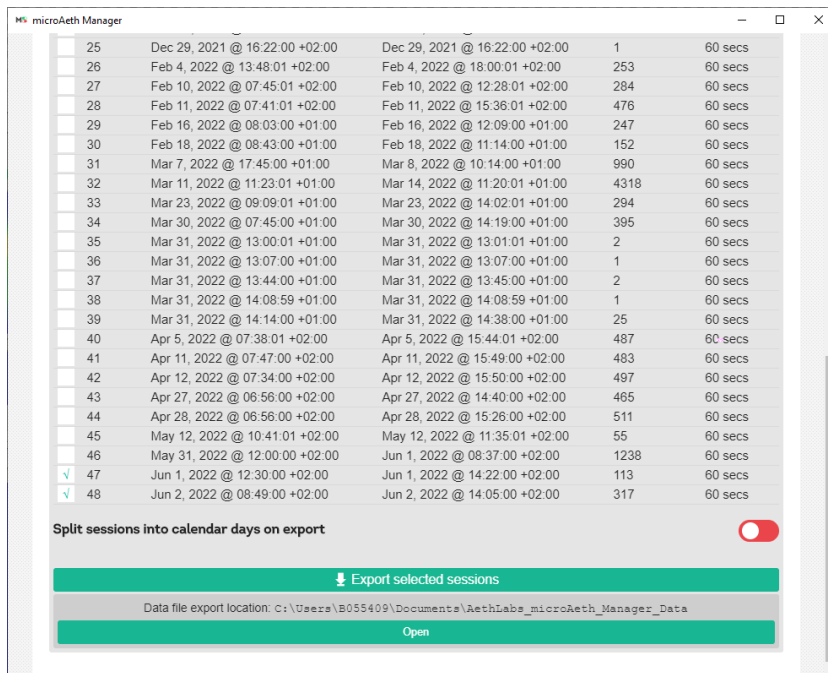 MS microAeth Manager
25 Dec 29, 2021 @ 16:22:00 +02:00 Dec 29, 2021 @ 16:22:00 +02:00 1 60 secs
26 Feb 4, 2022 @ 13:48:01 +02:00 Feb 4, 2022 @ 18:00:01 +02:00 253 60 secs
27 Feb 10, 2022 @ 07:45:01 +02:00 Feb 10, 2022 @ 12:28:01 +02:00 284 60 secs
28 Feb 11, 2022 @ 07:41:01 +02:00 Feb 11, 2022 @ 15:36:01 +02:00 476 60 secs
29 Feb 16, 2022 @ 08:03:00 +01:00 Feb 16, 2022 @ 12:09:00 +01:00 247 60 secs
30 Feb 18, 2022 @ 08:43:00 +01:00 Feb 18, 2022 @ 11:14:00 +01:00 152 60 secs
31 Mar 7, 2022 @ 17:45:00 +01:00 Mar 8, 2022 @ 10:14:00 +01:00 990 60 secs
32 Mar 11, 2022 @ 11:23:01 +01:00 Mar 14, 2022 @ 11:20:01 +01:00 4318 60 secs
33 Mar 23, 2022 @ 09:09:01 +01:00 Mar 23, 2022 @ 14:02:01 +01:00 294 60 secs
34 Mar 30, 2022 @ 07:45:00 +01:00 Mar 30, 2022 @ 14:19:00 +01:00 395 60 secs
35 Mar 31, 2022 @ 13:00:01 +01:00 Mar 31, 2022 @ 13:01:01 +01:00 2 60 secs
36 Mar 31, 2022 @ 13:07:00 +01:00 Mar 31, 2022 @ 13:07:00 +01:00 1 60 secs
37 Mar 31, 2022 @ 13:44:00 +01:00 Mar 31, 2022 @ 13:45:00 +01:00 2 60 secs
38 Mar 31, 2022 @ 14:08:59 +01:00 Mar 31, 2022 @ 14:08:59 +01:00 1 60 secs
39 Mar 31, 2022 @ 14:14:00 +01:00 Mar 31, 2022 @ 14:38:00 +01:00 25 60 secs
40 Apr 5, 2022 @ 07:38:01 +02:00 Apr 5, 2022 @ 15:44:01 +02:00 487 60 secs
41 Apr 11, 2022 @ 07:47:00 +02:00 Apr 11, 2022 @ 15:49:00 +02:00 483 60 secs
42 Apr 12, 2022 @ 07:34:00 +02:00 Apr 12, 2022 @ 15:50:00 +02:00 497 60 secs
43 Apr 27, 2022 @ 06:56:00 +02:00 Apr 27, 2022 @ 14:40:00 +02:00 465 60 secs
44 Apr 28, 2022 @ 06:56:00 +02:00 Apr 28, 2022 @ 15:26:00 +02:00 511 60 secs
45 May 12, 2022 @ 10:41:01 +02:00 May 12, 2022 @ 11:35:01 +02:00 55 60 secs
46 May 31, 2022 @ 12:00:00 +02:00 Jun 1, 2022 @ 08:37:00 +02:00 1238 60 secs
√ 47 Jun 1, 2022 @ 12:30:00 +02:00 Jun 1, 2022 @ 14:22:00 +02:00 113 60 secs
√ 48 Jun 2, 2022 @ 08:49:00 +02:00 Jun 2, 2022 @ 14:05:00 +02:00 317 60 secs
Split sessions into calendar days on export
Export selected sessions
Data file export location: C:\Users\B055409\Documents\AethLabs_microAeth_Manager_Data
Open